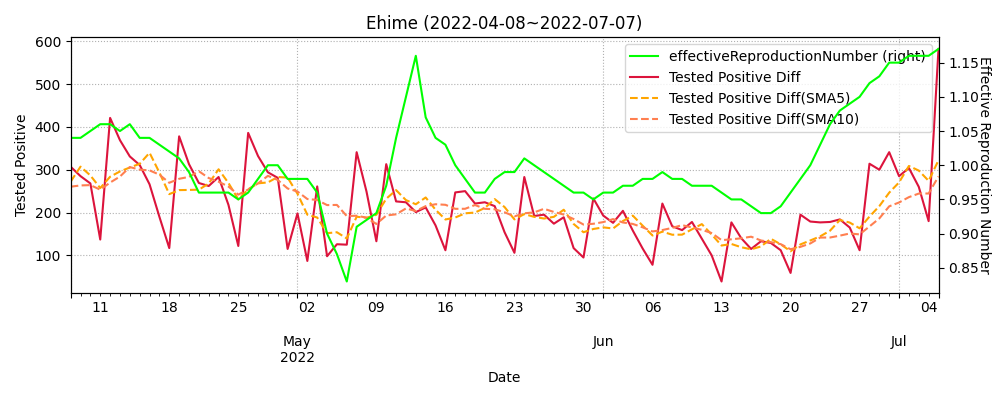 Ehime (2022-04-08~2022-07-07)
effectiveReproductionNumber (right)
Tested Positive Diff
Tested Positive Diff(SMA5)
Tested Positive Diff(SMA10)
Tested Positive
600
500
400
300
200
100
1.15
1.10
1.05
1.00
0.95
0.90
0.85
Effective Reproduction Number
11 18 25 02 09 16 23 30 06 13 20 27 04
May Jun Jul
2022
Date